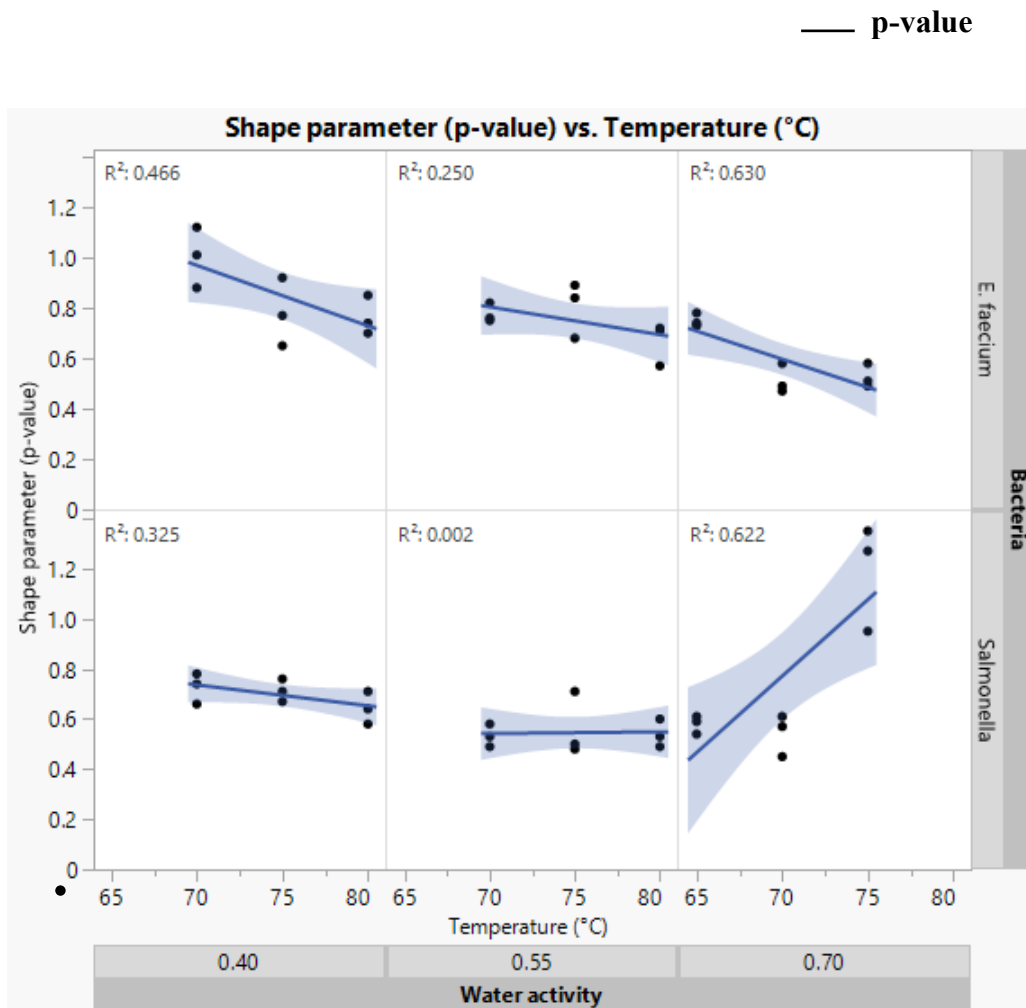 p-value
Shape parameter (p-value) vs. Temperature (°C)
R²: 0.466 R²: 0.250 R²: 0.630
1.2
1.0
0.8
0.6
0.4
0.2
0
E. faecium
R²: 0.325 R²: 0.002 R²: 0.622
1.2
1.0
0.8
0.6
0.4
0.2
0
Salmonella
Shape parameter (p-value)
Bacteria
65 70 75 80 65 70 75 80 65 70 75 80
Temperature (°C)
0.40 0.55 0.70
Water activity